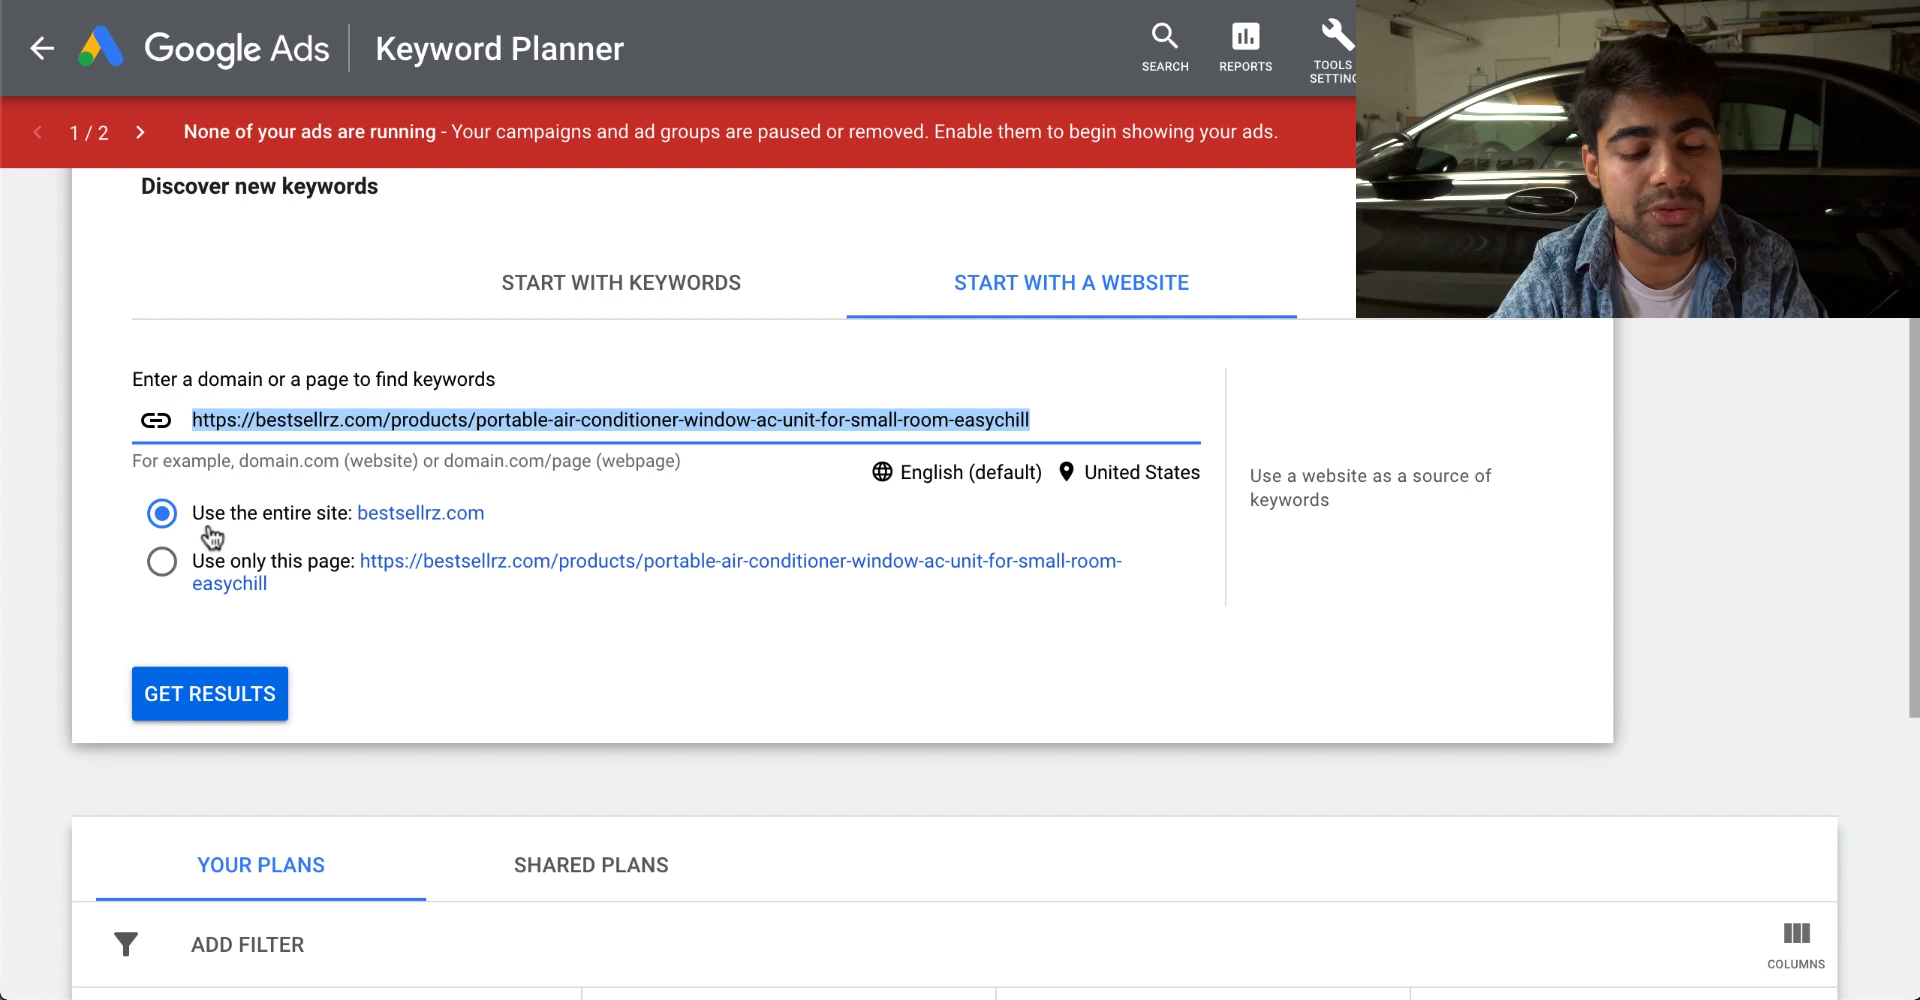 Google Ads Keyword Planner
SEARCH
REPORTS
TOOLS
SETTING
1 / 2
None of your ads are running - Your campaigns and ad groups are paused or removed. Enable them to begin showing your ads.
Discover new keywords
START WITH KEYWORDS
START WITH A WEBSITE
Enter a domain or a page to find keywords
https://bestsellrz.com/products/portable-air-conditioner-window-ac-unit-for-small-room-easychill
For example, domain.com (website) or domain.com/page (webpage)
English (default)
United States
Use a website as a source of
keywords
Use the entire site: bestsellrz.com
Use only this page: https://bestsellrz.com/products/portable-air-conditioner-window-ac-unit-for-small-room-
easychill
GET RESULTS
YOUR PLANS
SHARED PLANS
ADD FILTER
COLUMNS